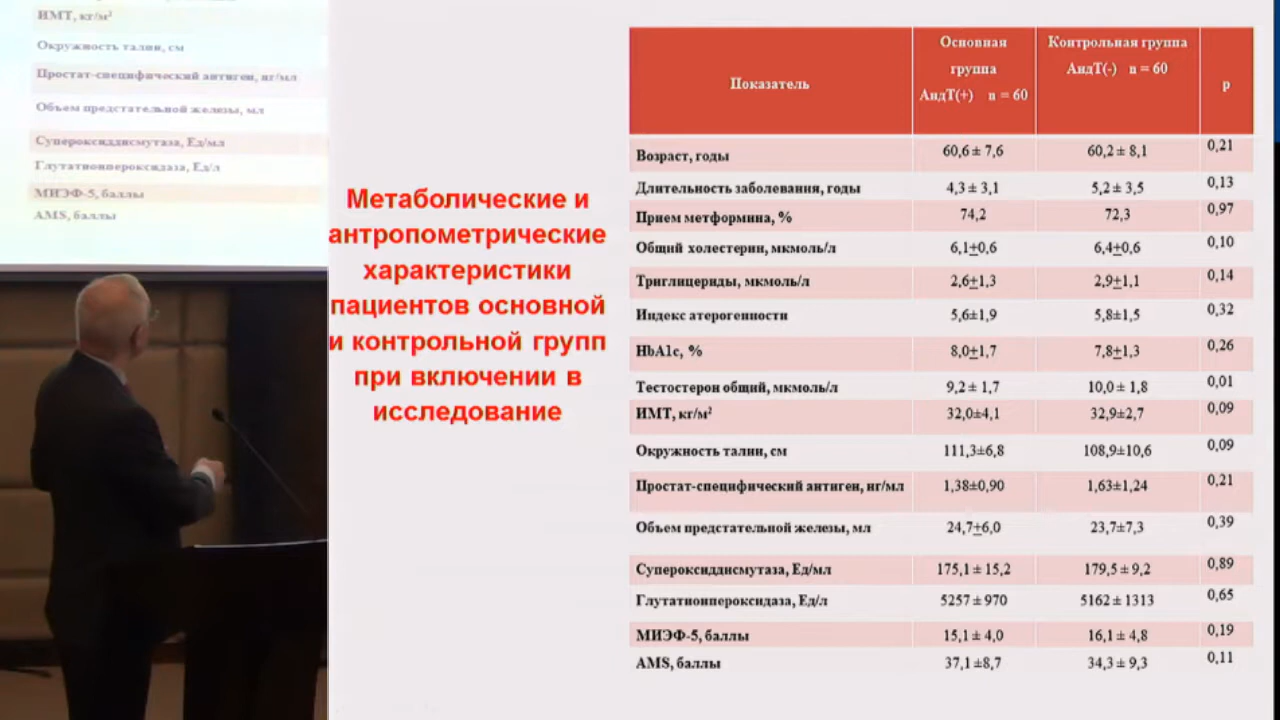 ИМТ, кг/м²
Окружность талии, см
Простат-специфический антиген, нг/мл
Объем предстательной железы, мл
Супероксиддисмутаза, Ед/мл
Глутатионпероксидаза, Ед/л
МИЭФ-5, баллы
AMS, баллы
Метаболические и
антропометрические
характеристики
пациентов основной
и контрольной групп
при включении в
исследование
Показатель Основная группа АндТ(+) n = 60 Контрольная группа АндТ(-) n = 60 р
Возраст, годы 60,6 ± 7,6 60,2 ± 8,1 0,21
Длительность заболевания, годы 4,3 ± 3,1 5,2 ± 3,5 0,13
Прием метформина, % 74,2 72,3 0,97
Общий холестерин, мкмоль/л 6,1±0,6 6,4±0,6 0,10
Триглицериды, мкмоль/л 2,6±1,3 2,9±1,1 0,14
Индекс атерогенности 5,6±1,9 5,8±1,5 0,32
HbA1c, % 8,0±1,7 7,8±1,3 0,26
Тестостерон общий, мкмоль/л 9,2 ± 1,7 10,0 ± 1,8 0,01
ИМТ, кг/м² 32,0±4,1 32,9±2,7 0,09
Окружность талии, см 111,3±6,8 108,9±10,6 0,09
Простат-специфический антиген, нг/мл 1,38±0,90 1,63±1,24 0,21
Объем предстательной железы, мл 24,7±6,0 23,7±7,3 0,39
Супероксиддисмутаза, Ед/мл 175,1 ± 15,2 179,5 ± 9,2 0,89
Глутатионпероксидаза, Ед/л 5257 ± 970 5162 ± 1313 0,65
МИЭФ-5, баллы 15,1 ± 4,0 16,1 ± 4,8 0,19
AMS, баллы 37,1 ±8,7 34,3 ± 9,3 0,11